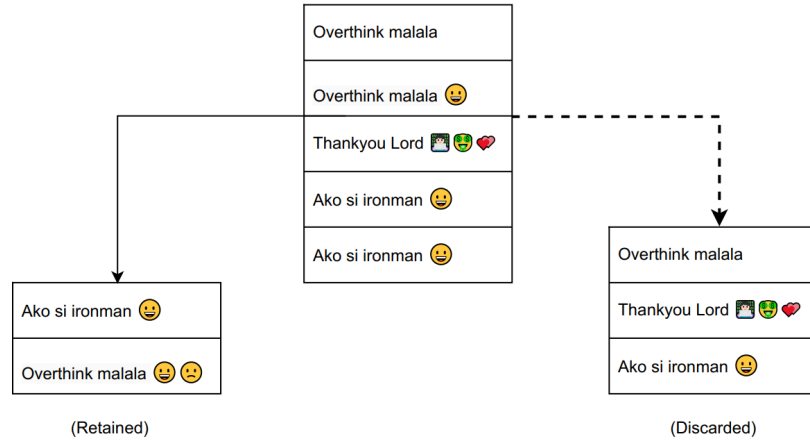 Overthink malala
Overthink malala 😀
Thankyou Lord 👨🏻‍💻🤑💕
Ako si ironman 😀
Ako si ironman 😀
Ako si ironman 😀
Overthink malala 😀🙁
(Retained)
Overthink malala
Thankyou Lord 👨🏻‍💻🤑💕
Ako si ironman 😀
(Discarded)